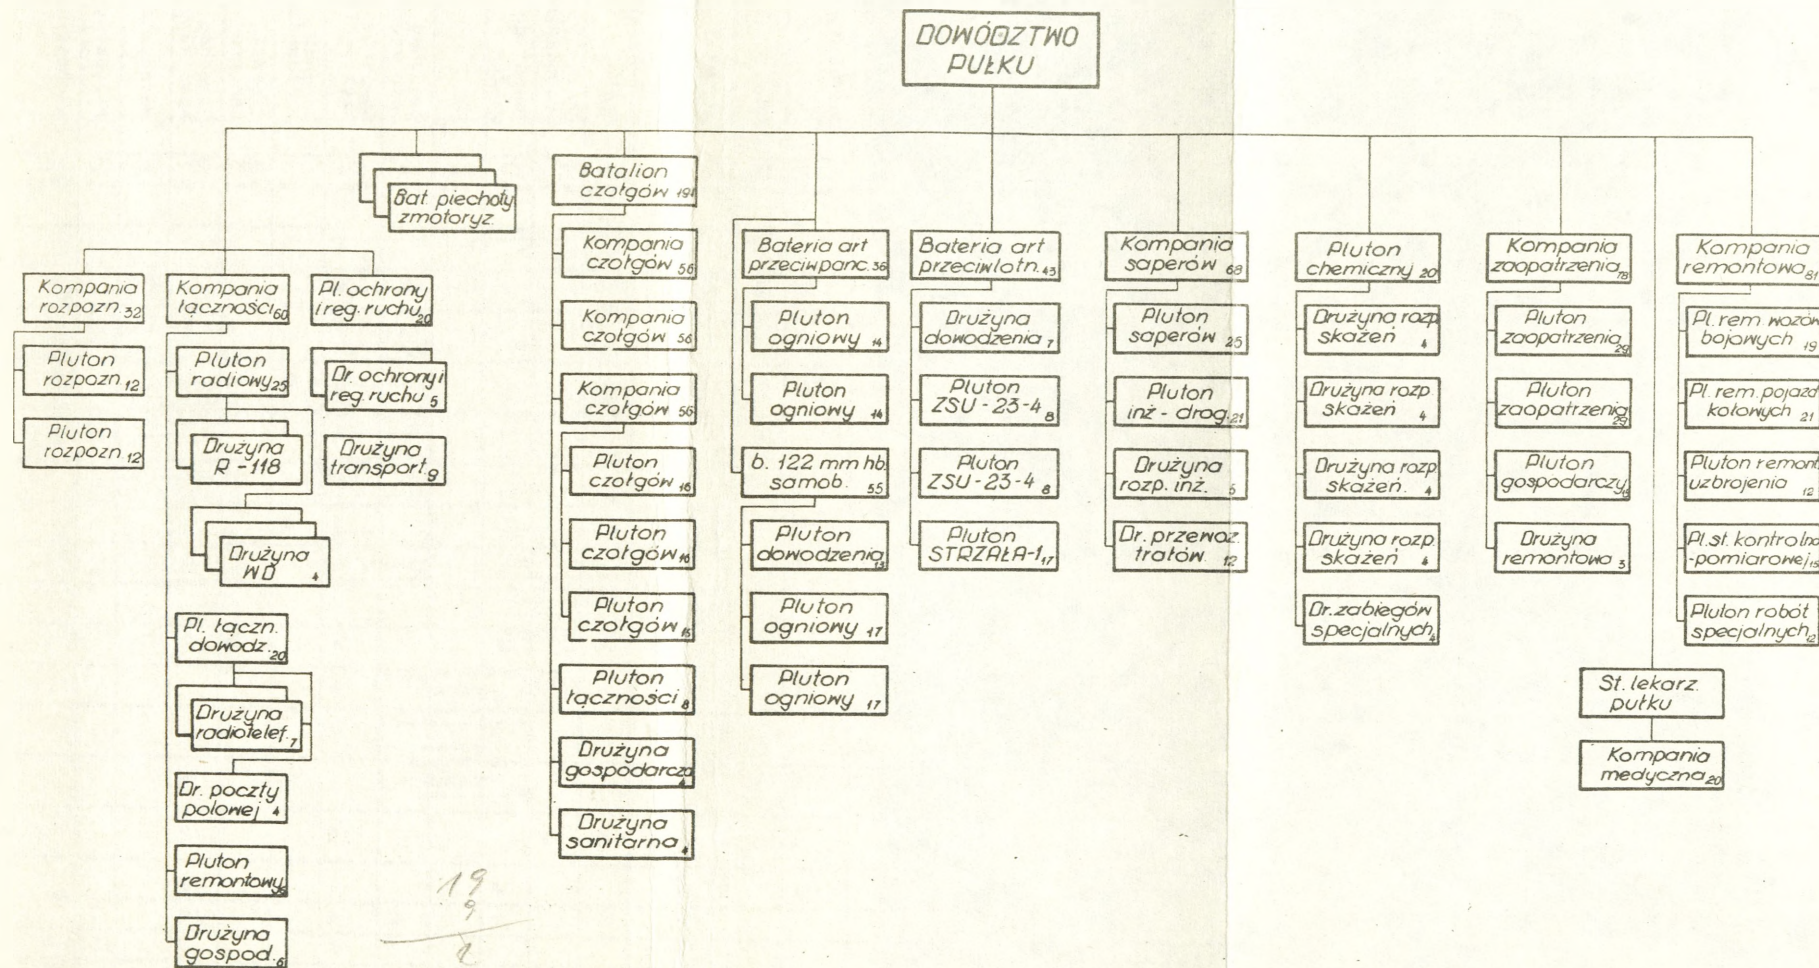 DOWÓDZTWO
PUŁKU
Bat. piechoty
zmotoryz.
Batalion
czołgów 191
Kompania
rozpozn. 32
Pluton
rozpozn. 12
Pluton
rozpozn. 12
Kompania
łączności 60
Pluton
radiowy 25
Drużyna
R-118
Drużyna
WD 4
Pl. łączn.
dowodz. 20
Drużyna
radiotelef. 7
Dr. poczty
polowej 4
Pluton
remontowy
Drużyna
gospod. 6
Pl. ochrony
i reg. ruchu 20
Dr. ochrony i
reg. ruchu 5
Drużyna
transport. 9
Kompania
czołgów 56
Kompania
czołgów 56
Kompania
czołgów 56
Pluton
czołgów 16
Pluton
czołgów 16
Pluton
czołgów
Pluton
łączności 8
Drużyna
gospodarcza 4
Drużyna
sanitarna 4
Bateria art
przeciwpanc. 36
Pluton
ogniowy 14
Pluton
ogniowy 14
b. 122 mm hb.
samob. 55
Pluton
dowodzenia
Pluton
ogniowy 17
Pluton
ogniowy 17
Bateria art
przeciwlotn. 43
Drużyna
dowodzenia 7
Pluton
ZSU-23-4 8
Pluton
ZSU-23-4 8
Pluton
STRZAŁA-1 17
Kompania
saperów 68
Pluton
saperów 25
Pluton
inż-drog. 21
Drużyna
rozp. inż. 5
Dr. przewoz.
trałów. 12
Pluton
chemiczny 20
Drużyna rozp
skażeń 4
Drużyna rozp
skażeń 4
Drużyna rozp
skażeń. 4
Drużyna rozp.
skażeń 4
Dr. zabiegów
specjalnych 4
Kompania
zaopatrzenia 78
Pluton
zaopatrzenia 29
Pluton
zaopatrzenia 29
Pluton
gospodarczy
Drużyna
remontowa 3
Kompania
remontowa 81
Pl. rem wozów
bojowych 19
Pl. rem. pojazd
kołowych 21
Pluton remont
uzbrojenia 12
Pl. st. kontrolno
-pomiarowej 15
Pluton robót
specjalnych 12
St. lekarz.
pułku
Kompania
medyczna 20
19
9